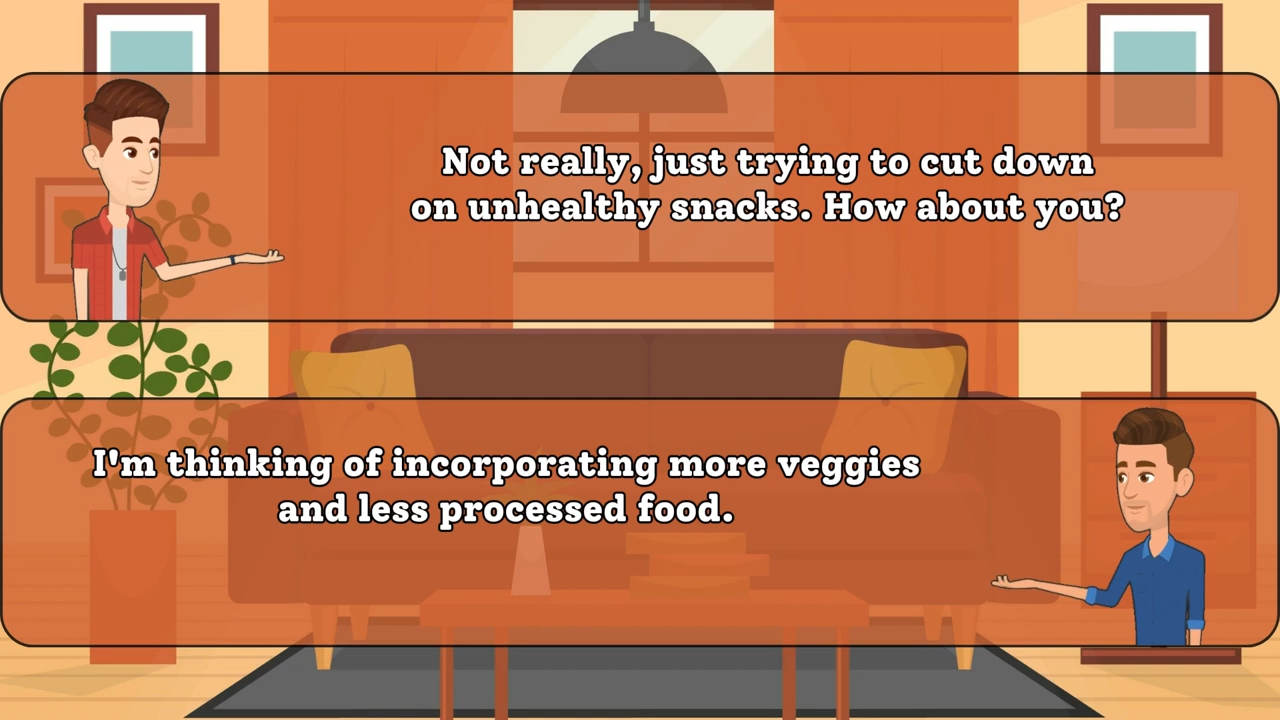 Not really, just trying to cut down
on unhealthy snacks. How about you?
I'm thinking of incorporating more veggies
and less processed food.